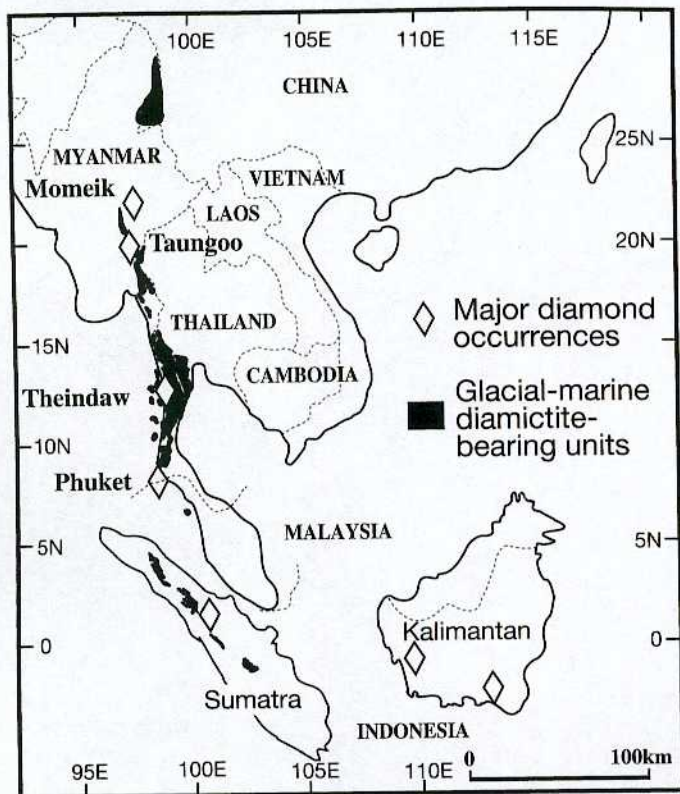 100E 105E 110E 115E
CHINA
25N
MYANMAR
VIETNAM
Momeik
LAOS
20N
Taungoo
Major diamond
occurrences
THAILAND
15N
CAMBODIA
Theindaw
Glacial-marine
diamictite-
bearing units
10N
Phuket
MALAYSIA
5N 5N
Kalimantan
0 0
Sumatra
INDONESIA
0 100km
95E 100E 105E 110E